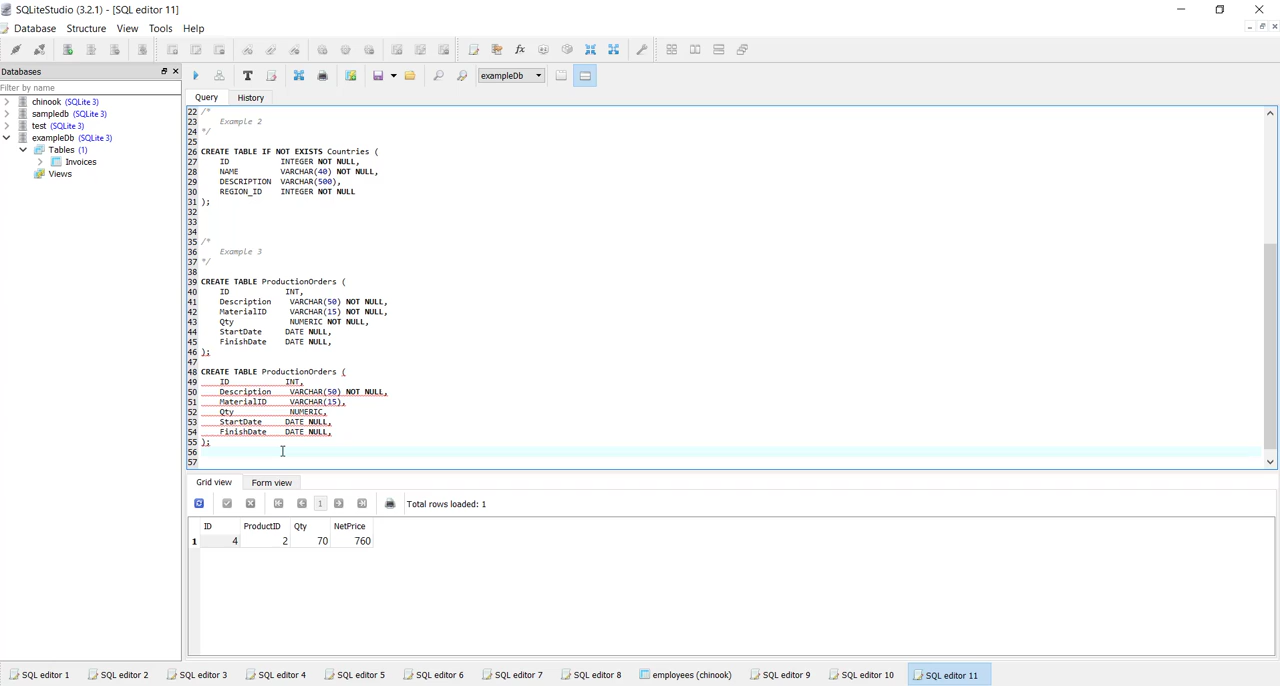 SQLiteStudio (3.2.1) - [SQL editor 11]
Database Structure View Tools Help
Databases
Filter by name
chinook (SQLite 3)
sampledb (SQLite 3)
test (SQLite 3)
exampleDb (SQLite 3)
Tables (1)
Invoices
Views
exampleDb
Query History
22 /*
23 Example 2
24 */
25
26 CREATE TABLE IF NOT EXISTS Countries (
27 ID INTEGER NOT NULL,
28 NAME VARCHAR(40) NOT NULL,
29 DESCRIPTION VARCHAR(500),
30 REGION_ID INTEGER NOT NULL
31 );
32
33
34
35 /*
36 Example 3
37 */
38
39 CREATE TABLE ProductionOrders (
40 ID INT,
41 Description VARCHAR(50) NOT NULL,
42 MaterialID VARCHAR(15) NOT NULL,
43 Qty NUMERIC NOT NULL,
44 StartDate DATE NULL,
45 FinishDate DATE NULL,
46 );
47
48 CREATE TABLE ProductionOrders (
49 ID INT,
50 Description VARCHAR(50) NOT NULL,
51 MaterialID VARCHAR(15),
52 Qty NUMERIC,
53 StartDate DATE NULL,
54 FinishDate DATE NULL,
55 );
56
57
Grid view Form view
1 Total rows loaded: 1
ID ProductID Qty NetPrice
1 4 2 70 760
SQL editor 1 SQL editor 2 SQL editor 3 SQL editor 4 SQL editor 5 SQL editor 6 SQL editor 7 SQL editor 8 employees (chinook) SQL editor 9 SQL editor 10 SQL editor 11